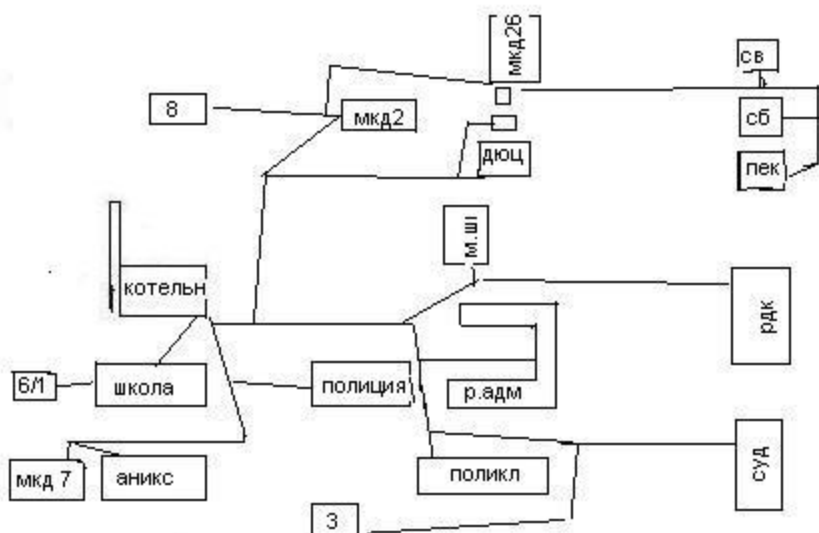 мкд26
св
8
мкд2
сб
дюц
пек
м.ш
котельн
рдк
6/1
школа
полиция
р.адм
мкд 7
аникс
поликл
суд
3